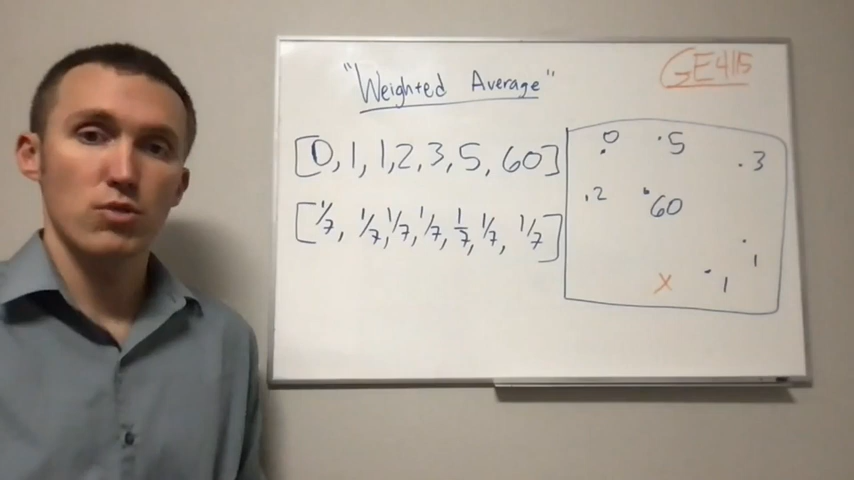 "Weighted Average"
GE415
[0, 1, 1, 2, 3, 5, 60]
[1/7, 1/7, 1/7, 1/7, 1/7, 1/7, 1/7]
0
5
3
2
60
1
1
X